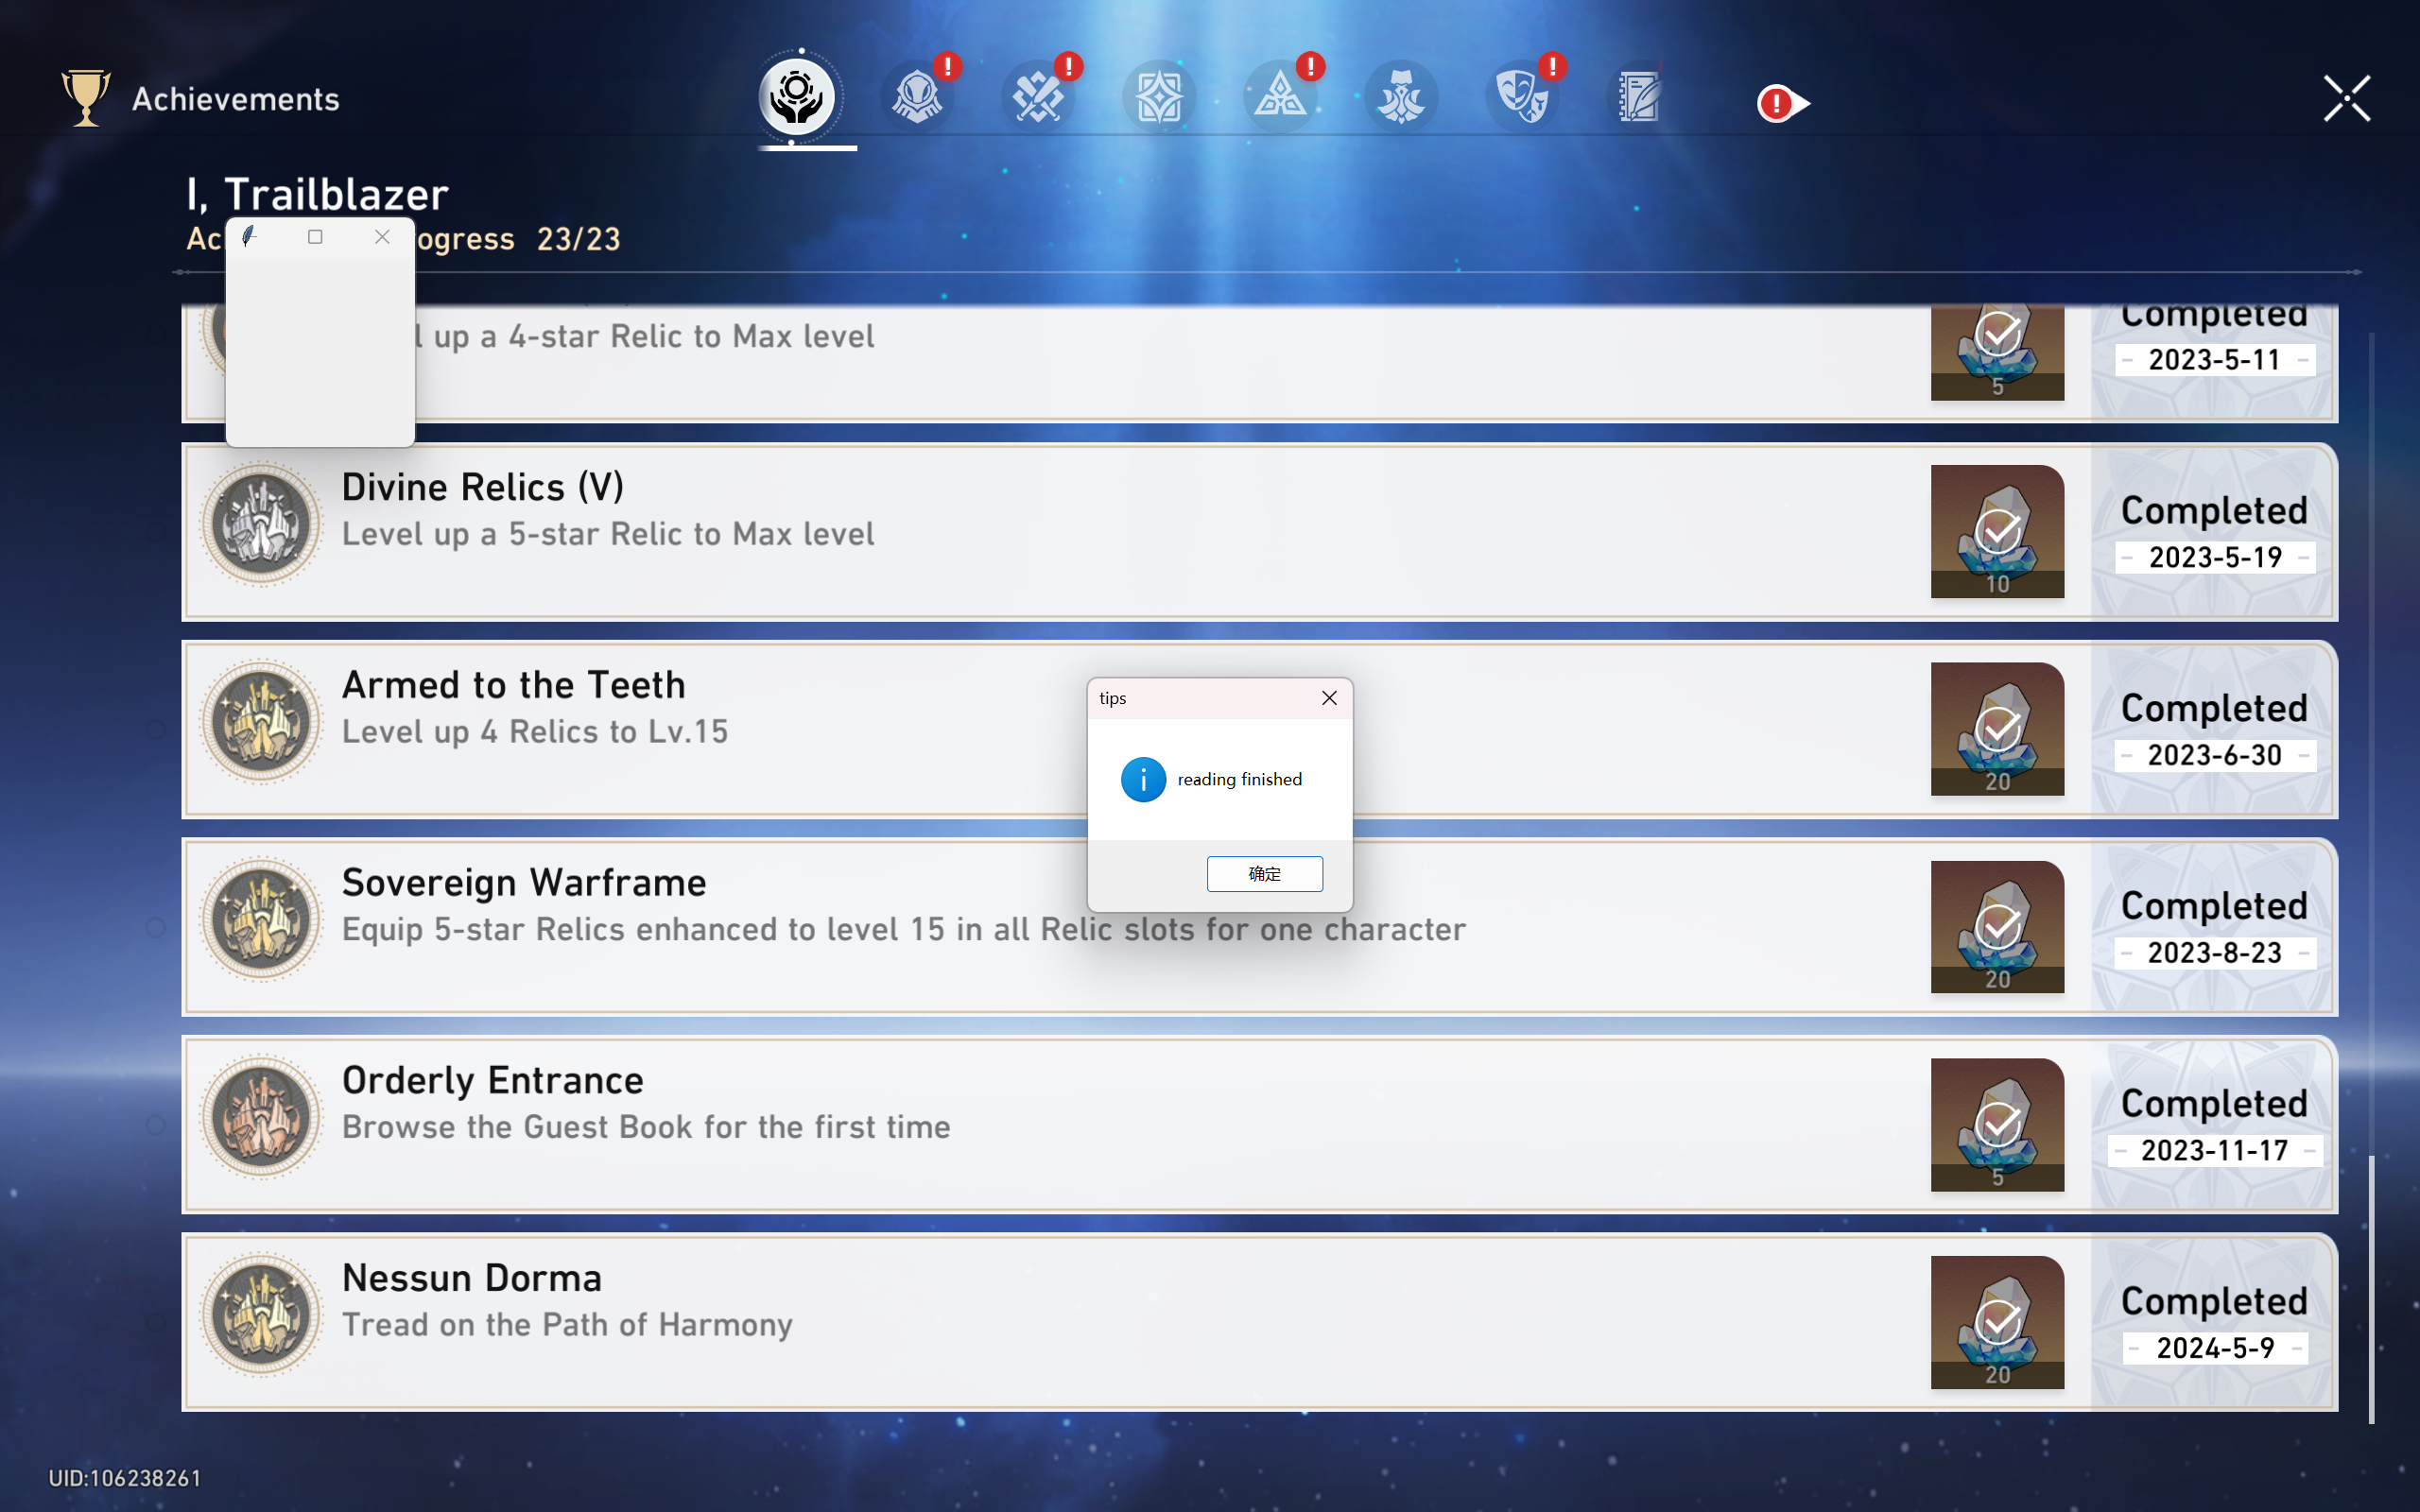 Achievements
I, Trailblazer
Ac ogress 23/23
l up a 4-star Relic to Max level
5
Completed
2023-5-11
Divine Relics (V)
Level up a 5-star Relic to Max level
10
Completed
2023-5-19
Armed to the Teeth
Level up 4 Relics to Lv.15
20
Completed
2023-6-30
tips
reading finished
确定
Sovereign Warframe
Equip 5-star Relics enhanced to level 15 in all Relic slots for one character
20
Completed
2023-8-23
Orderly Entrance
Browse the Guest Book for the first time
5
Completed
2023-11-17
Nessun Dorma
Tread on the Path of Harmony
20
Completed
2024-5-9
UID:106238261